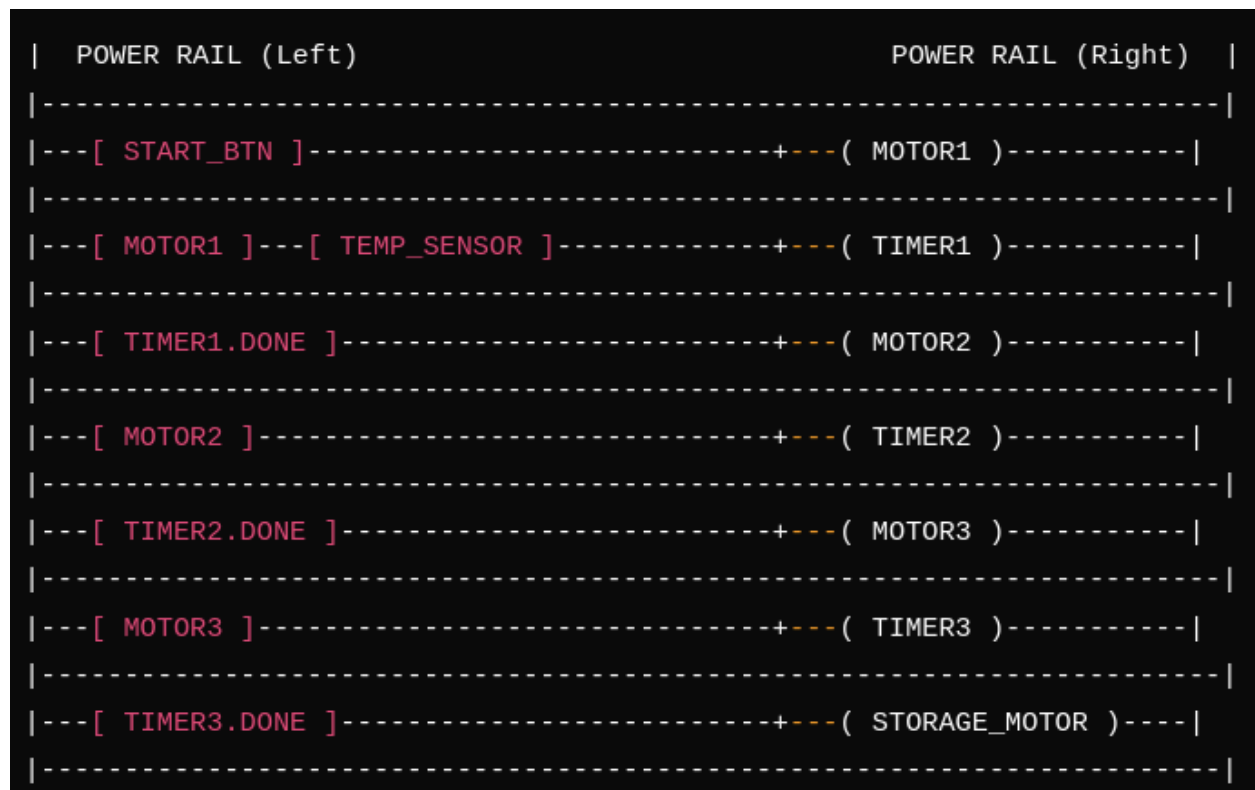 |  POWER RAIL (Left)                                  POWER RAIL (Right)  |
|-------------------------------------------------------------------------|
|---[ START_BTN ]-----------------------------+---( MOTOR1 )-----------|
|-------------------------------------------------------------------------|
|---[ MOTOR1 ]---[ TEMP_SENSOR ]-------------+---( TIMER1 )-----------|
|-------------------------------------------------------------------------|
|---[ TIMER1.DONE ]---------------------------+---( MOTOR2 )-----------|
|-------------------------------------------------------------------------|
|---[ MOTOR2 ]--------------------------------+---( TIMER2 )-----------|
|-------------------------------------------------------------------------|
|---[ TIMER2.DONE ]---------------------------+---( MOTOR3 )-----------|
|-------------------------------------------------------------------------|
|---[ MOTOR3 ]--------------------------------+---( TIMER3 )-----------|
|-------------------------------------------------------------------------|
|---[ TIMER3.DONE ]---------------------------+---( STORAGE_MOTOR )----|
|-------------------------------------------------------------------------|